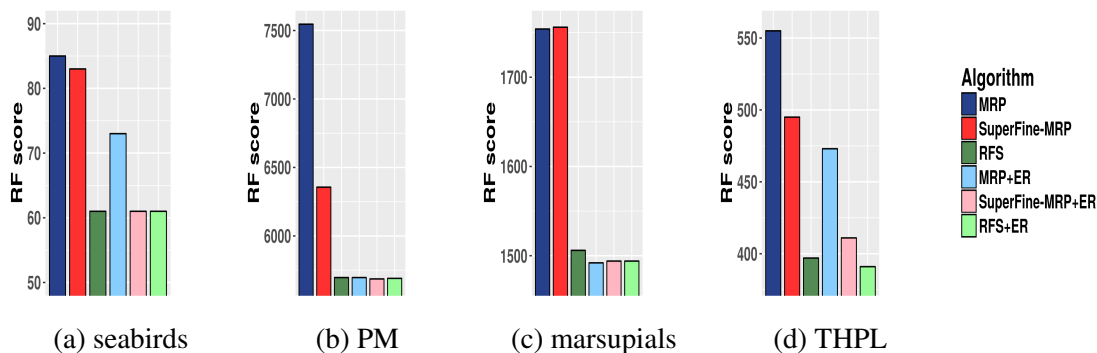 RF score
90
80
70
60
50
(a) seabirds
RF score
7500
7000
6500
6000
(b) PM
RF score
1700
1600
1500
(c) marsupials
RF score
550
500
450
400
(d) THPL
Algorithm
MRP
SuperFine-MRP
RFS
MRP+ER
SuperFine-MRP+ER
RFS+ER